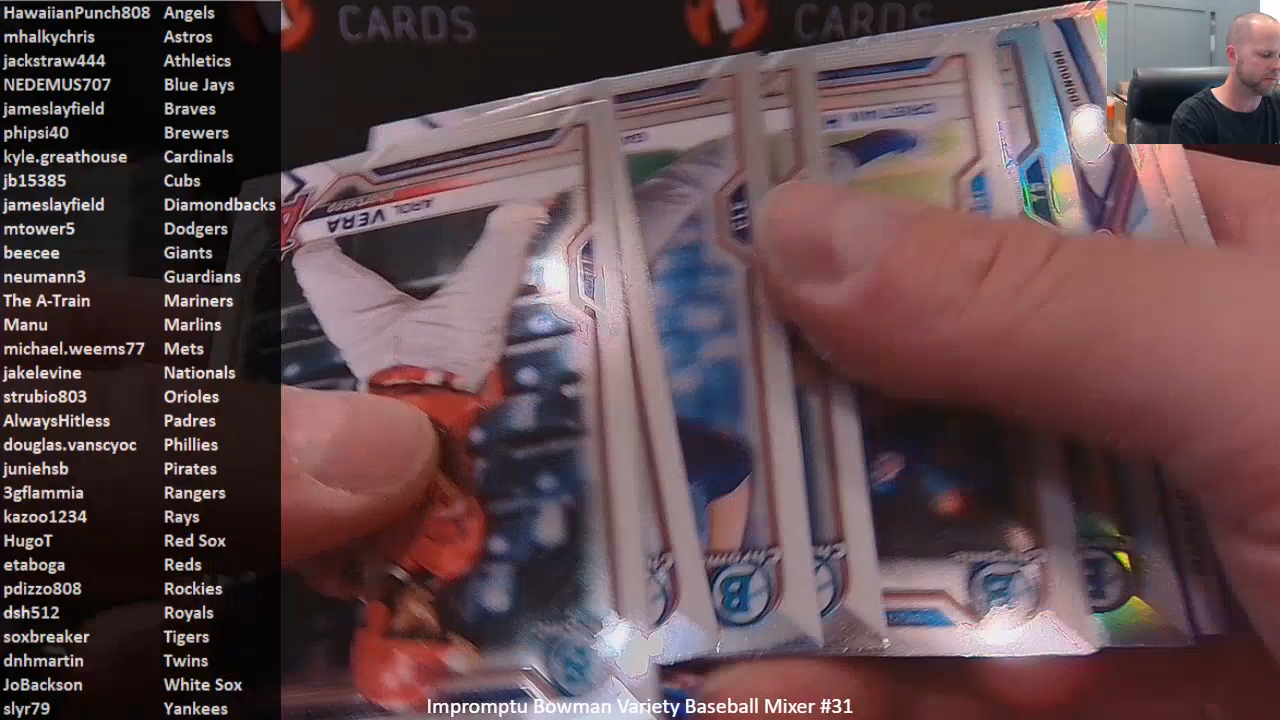 HawaiianPunch808 Angels
mhalkychris Astros
jackstraw444 Athletics
NEDEMUS707 Blue Jays
jameslayfield Braves
phipsi40 Brewers
kyle.greathouse Cardinals
jb15385 Cubs
jameslayfield Diamondbacks
mtower5 Dodgers
beecee Giants
neumann3 Guardians
The A-Train Mariners
Manu Marlins
michael.weems77 Mets
jakelevine Nationals
strubio803 Orioles
AlwaysHitless Padres
douglas.vanscyoc Phillies
juniehsb Pirates
3gflammia Rangers
kazoo1234 Rays
HugoT Red Sox
etaboga Reds
pdizzo808 Rockies
dsh512 Royals
soxbreaker Tigers
dnhmartin Twins
JoBackson White Sox
slyr79 Yankees
CARDS CARDS
AROL VERA
B
Chrome
Impromptu Bowman Variety Baseball Mixer #31